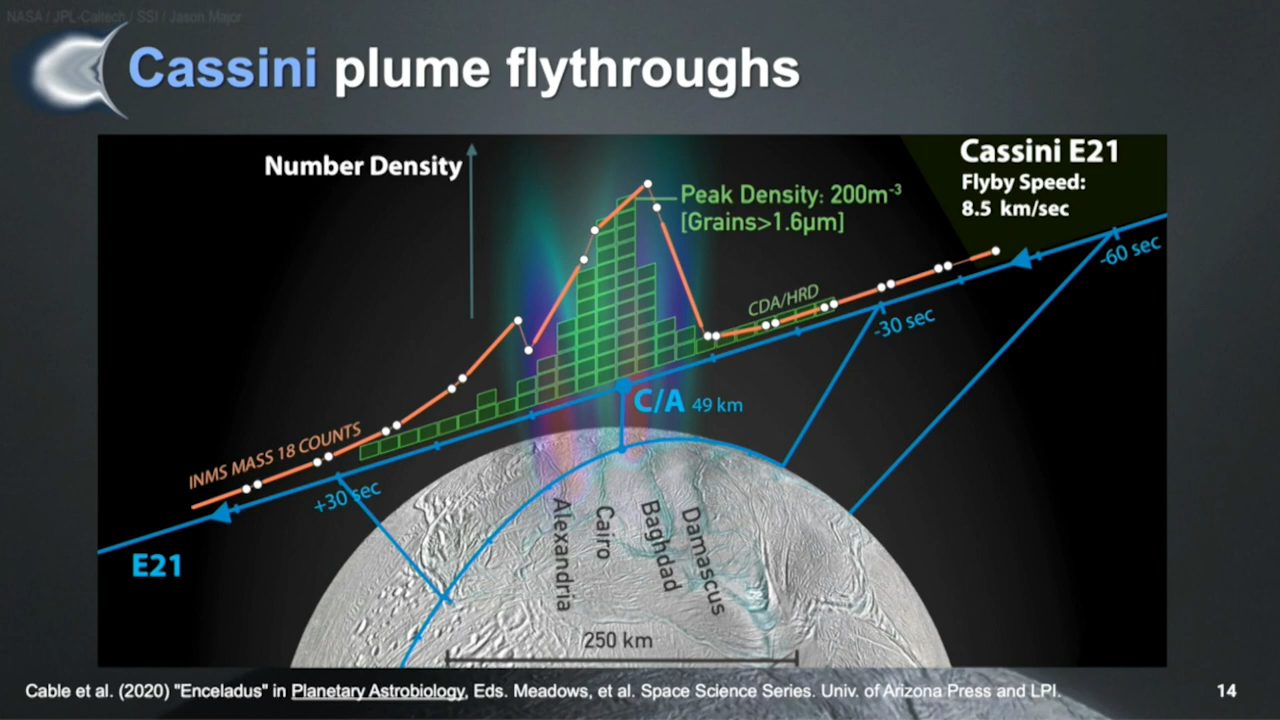 NASA / JPL-Caltech / SSI / Jason Major
Cassini plume flythroughs
Number Density
Cassini E21
Flyby Speed:
8.5 km/sec
Peak Density: 200m⁻³
[Grains>1.6µm]
-60 sec
CDA/HRD
-30 sec
C/A 49 km
INMS MASS 18 COUNTS
+30 sec
E21
Alexandria
Cairo
Baghdad
Damascus
250 km
Cable et al. (2020) "Enceladus" in Planetary Astrobiology, Eds. Meadows, et al. Space Science Series. Univ. of Arizona Press and LPI.
14